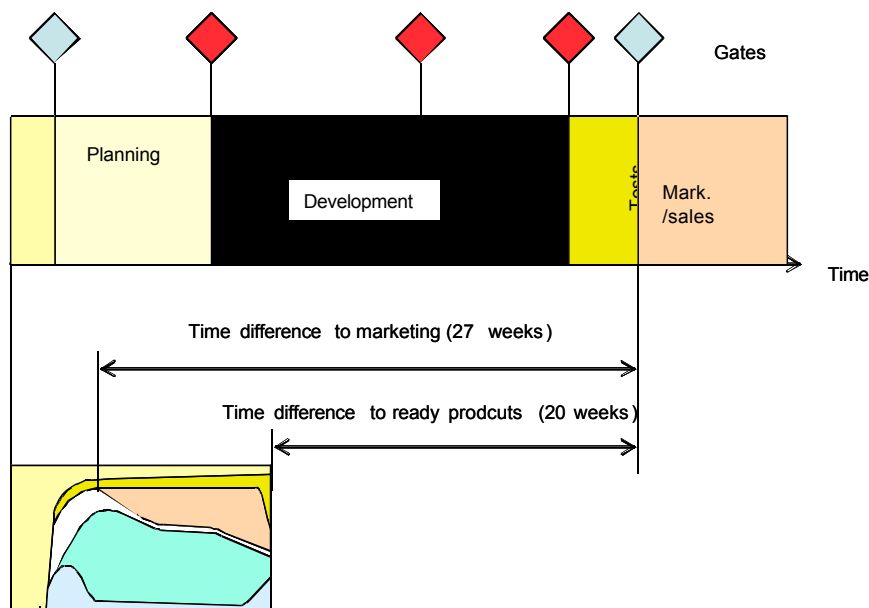 Gates
Planning
Development
Tests
Mark.
/sales
Time
Time difference to marketing (27 weeks)
Time difference to ready prodcuts (20 weeks)